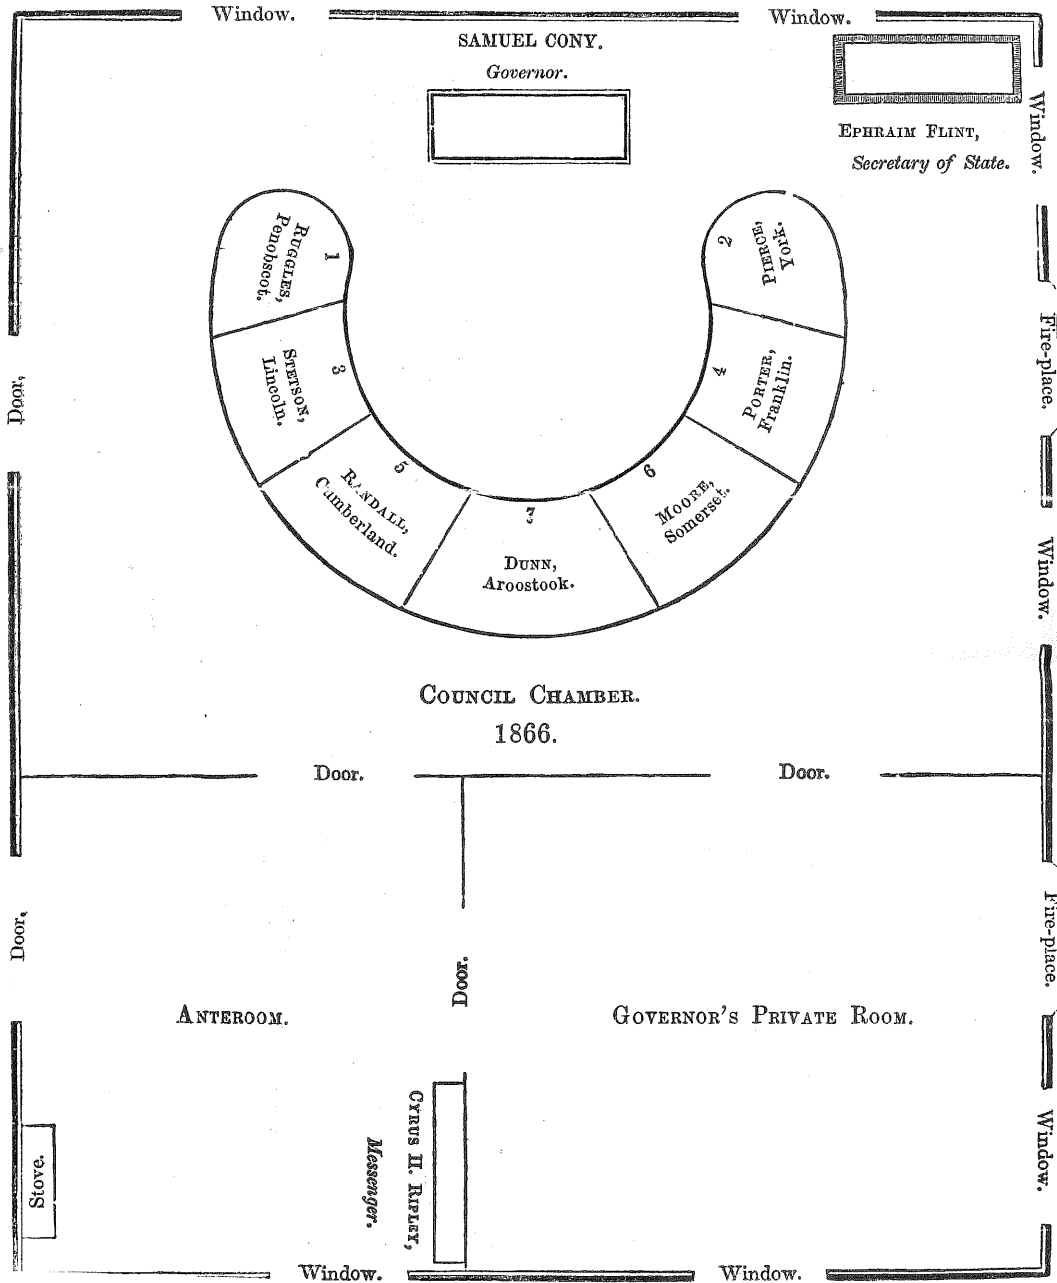 Window.
Window.
SAMUEL CONY.
Governor.
EPHRAIM FLINT,
Secretary of State.
Window.
1
RUGGLES,
Penobscot.
2
PIERCE,
York.
3
STETSON,
Lincoln.
4
PORTER,
Franklin.
5
RANDALL,
Cumberland.
6
MOORE,
Somerset.
7
DUNN,
Aroostook.
Door,
Fire-place.
Window.
COUNCIL CHAMBER.
1866.
Door.
Door.
Door,
Door.
Fire-place.
ANTEROOM.
GOVERNOR'S PRIVATE ROOM.
Stove.
CYRUS H. RIPLEY,
Messenger.
Window.
Window.
Window.